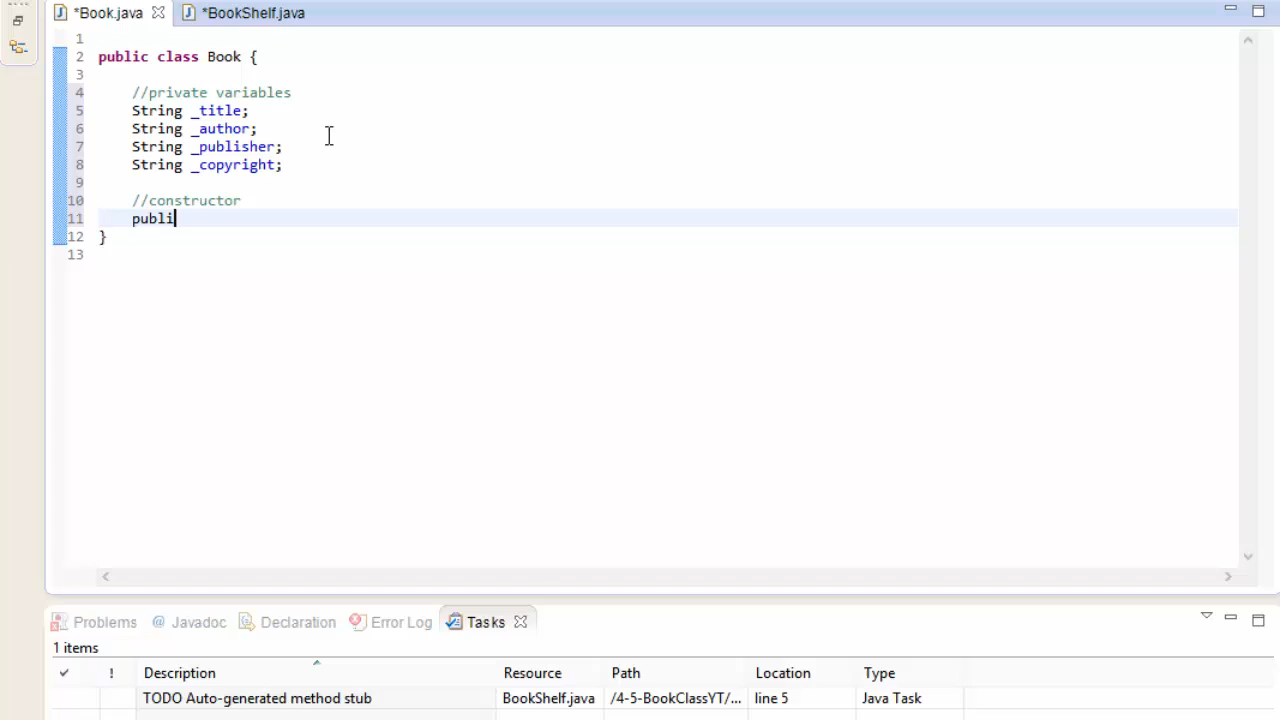 *Book.java *BookShelf.java
1
2 public class Book {
3
4 //private variables
5 String _title;
6 String _author;
7 String _publisher;
8 String _copyright;
9
10 //constructor
11 publi
12 }
13
Problems @ Javadoc Declaration Error Log Tasks
1 items
! Description Resource Path Location Type
TODO Auto-generated method stub BookShelf.java /4-5-BookClassYT/... line 5 Java Task